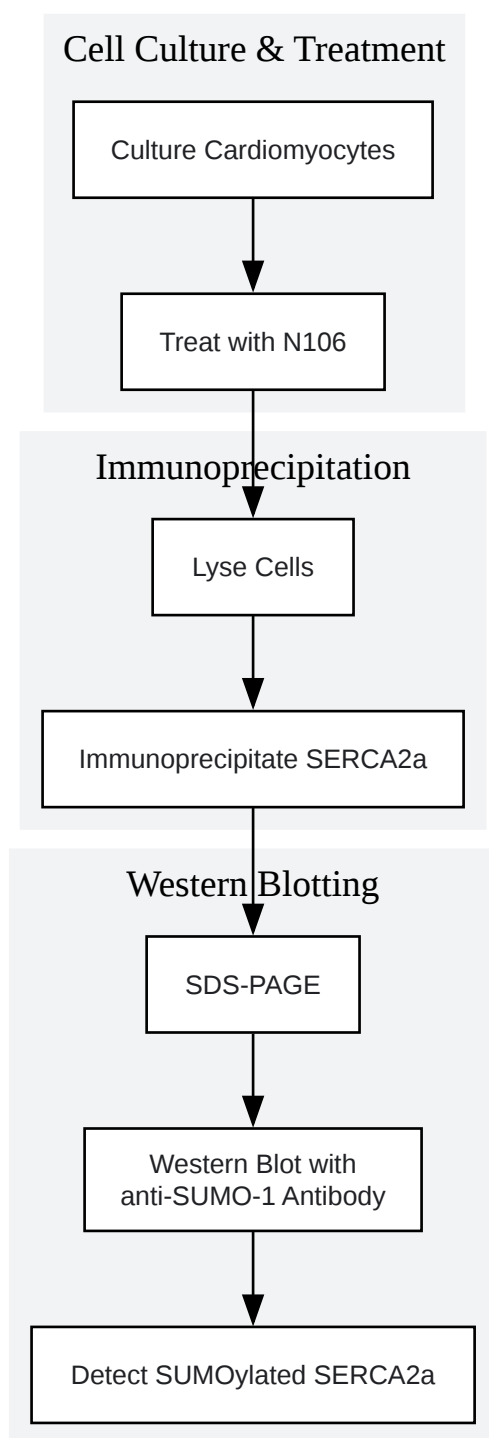 Cell Culture & Treatment
Culture Cardiomyocytes
Treat with N106
Immunoprecipitation
Lyse Cells
Immunoprecipitate SERCA2a
Western Blotting
SDS-PAGE
Western Blot with
anti-SUMO-1 Antibody
Detect SUMOylated SERCA2a